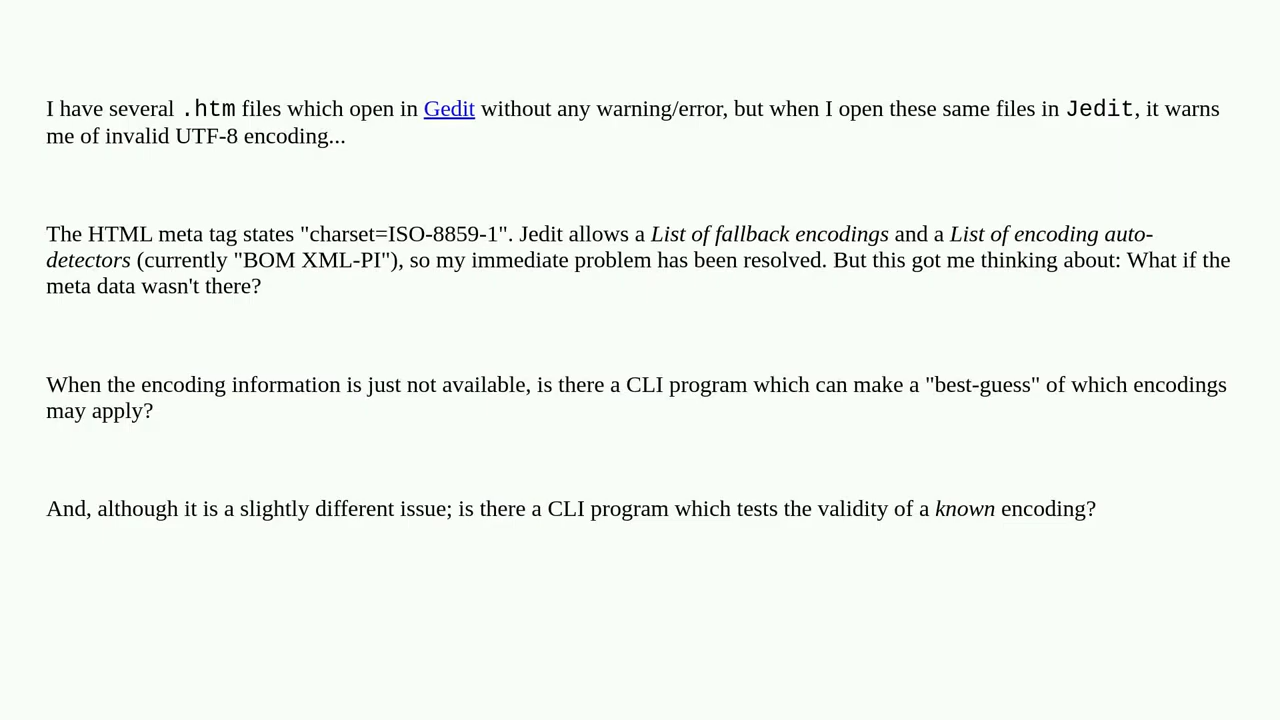 I have several .htm files which open in Gedit without any warning/error, but when I open these same files in Jedit, it warns
me of invalid UTF-8 encoding...
The HTML meta tag states "charset=ISO-8859-1". Jedit allows a List of fallback encodings and a List of encoding auto-
detectors (currently "BOM XML-PI"), so my immediate problem has been resolved. But this got me thinking about: What if the
meta data wasn't there?
When the encoding information is just not available, is there a CLI program which can make a "best-guess" of which encodings
may apply?
And, although it is a slightly different issue; is there a CLI program which tests the validity of a known encoding?